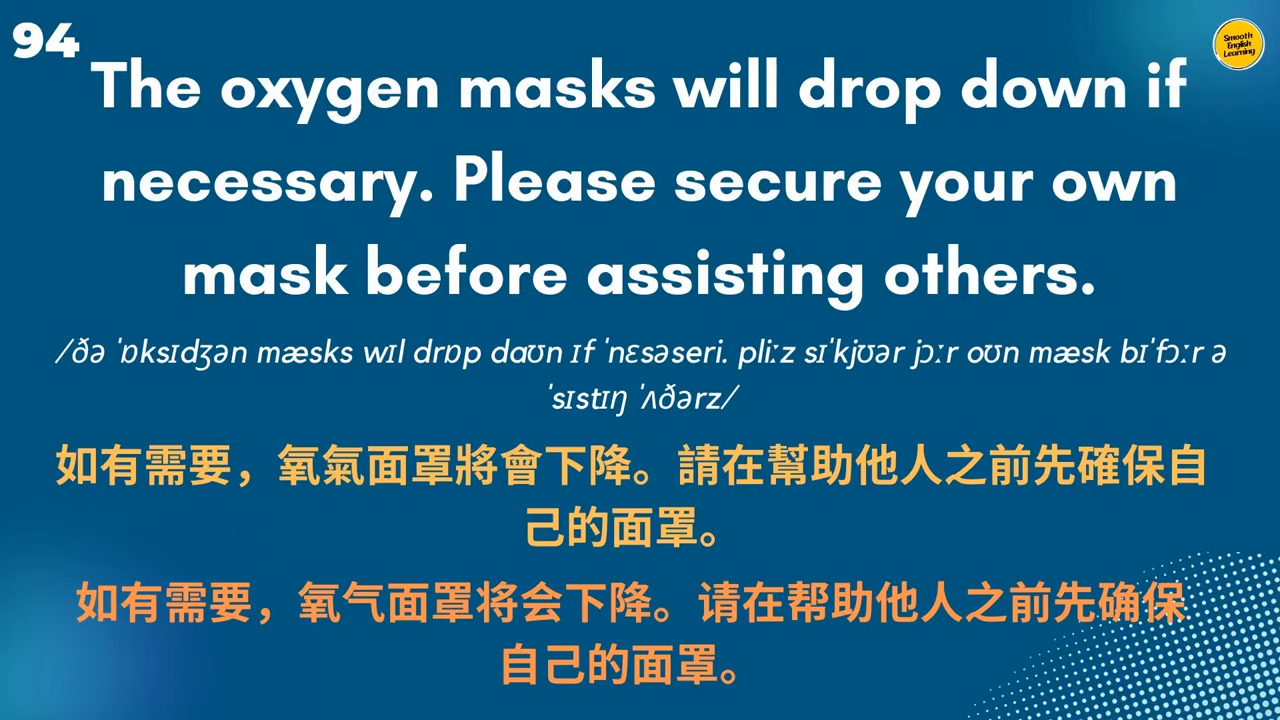 94
Smooth
English
Learning
The oxygen masks will drop down if
necessary. Please secure your own
mask before assisting others.
/ðə ˈɒksɪdʒən mæsks wɪl drɒp daʊn ɪf ˈnɛsəseri. pliːz sɪˈkjʊər jɔːr oʊn mæsk bɪˈfɔːr ə
ˈsɪstɪŋ ˈʌðərz/
如有需要，氧氣面罩將會下降。請在幫助他人之前先確保自
己的面罩。
如有需要，氧气面罩将会下降。请在帮助他人之前先确保
自己的面罩。